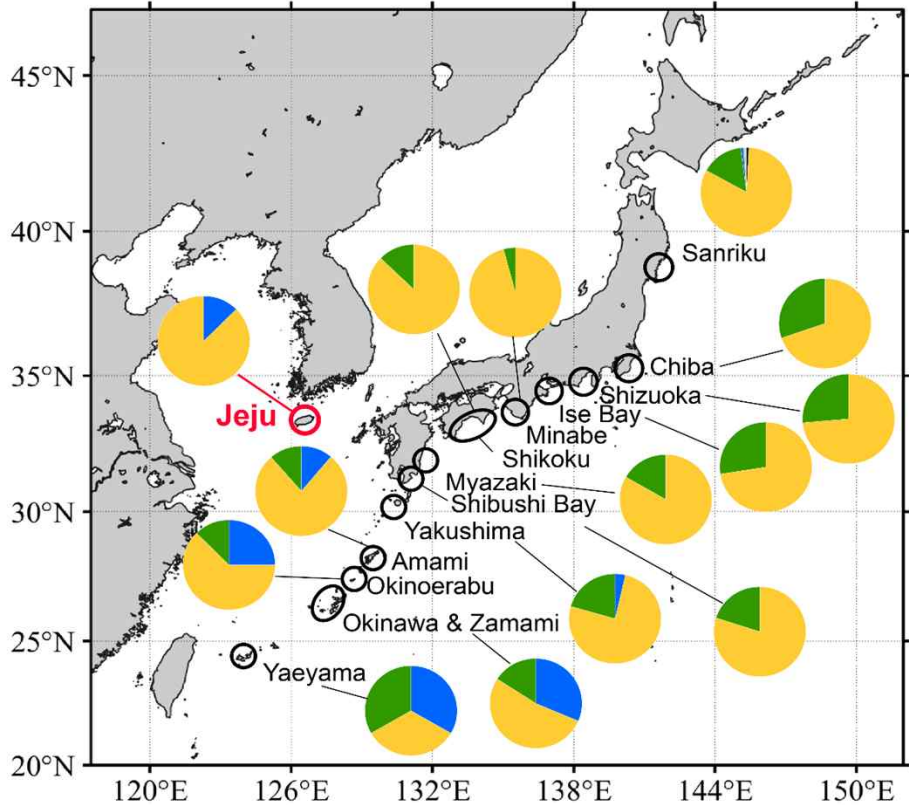 45°N
40°N
Sanriku
35°N
Chiba
Shizuoka
Jeju
Ise Bay
Minabe
Shikoku
Myazaki
Shibushi Bay
30°N
Yakushima
Amami
Okinoerabu
Okinawa & Zamami
25°N
Yaeyama
20°N
120°E 126°E 132°E 138°E 144°E 150°E